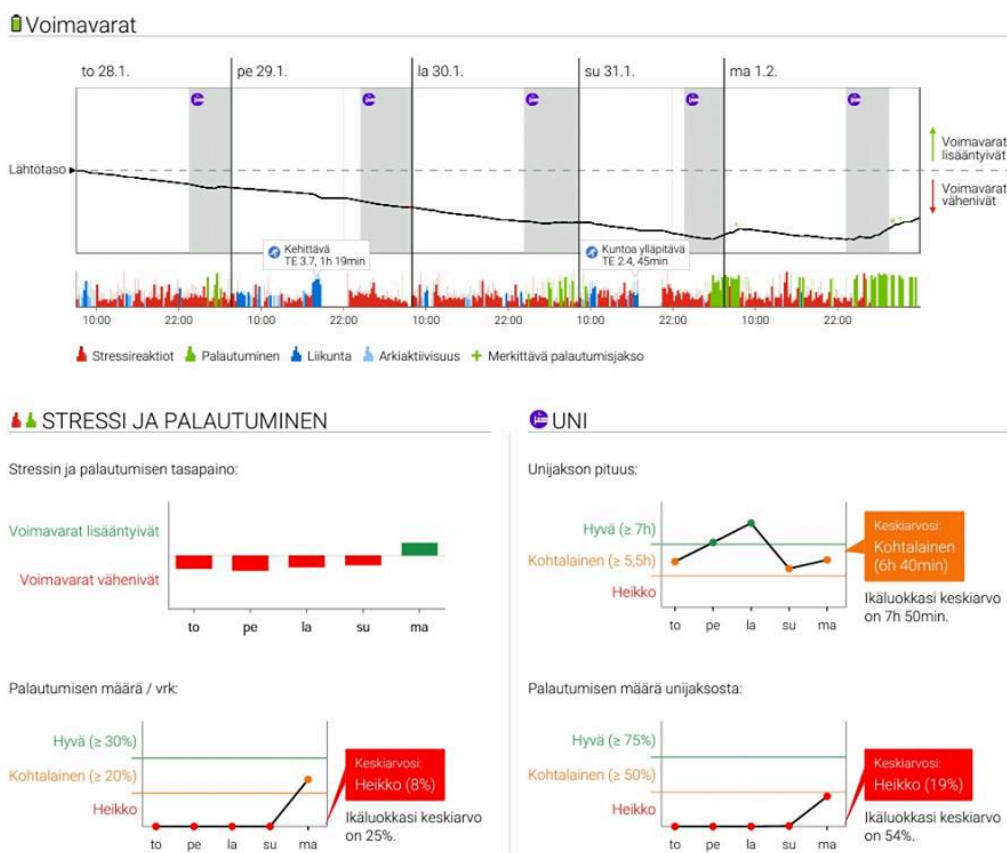 Voimavarat
to 28.1.
pe 29.1.
la 30.1.
su 31.1.
ma 1.2.
Lähtötaso
Voimavarat
lisääntyivät
Voimavarat
vähenivät
Kehittävä
TE 3.7, 1h 19min
Kuntoa ylläpitävä
TE 2.4, 45min
10:00 22:00 10:00 22:00 10:00 22:00 10:00 22:00 10:00 22:00
Stressireaktiot Palautuminen Liikunta Arkiaktiivisuus Merkittävä palautumisjakso
STRESSI JA PALAUTUMINEN
Stressin ja palautumisen tasapaino:
Voimavarat lisääntyivät
Voimavarat vähenivät
to pe la su ma
Palautumisen määrä / vrk:
Hyvä (≥ 30%)
Kohtalainen (≥ 20%)
Heikko
to pe la su ma
Keskiarvosi:
Heikko (8%)
Ikäluokkasi keskiarvo
on 25%.
UNI
Unijakson pituus:
Hyvä (≥ 7h)
Kohtalainen (≥ 5,5h)
Heikko
to pe la su ma
Keskiarvosi:
Kohtalainen
(6h 40min)
Ikäluokkasi keskiarvo
on 7h 50min.
Palautumisen määrä unijaksosta:
Hyvä (≥ 75%)
Kohtalainen (≥ 50%)
Heikko
to pe la su ma
Keskiarvosi:
Heikko (19%)
Ikäluokkasi keskiarvo
on 54%.